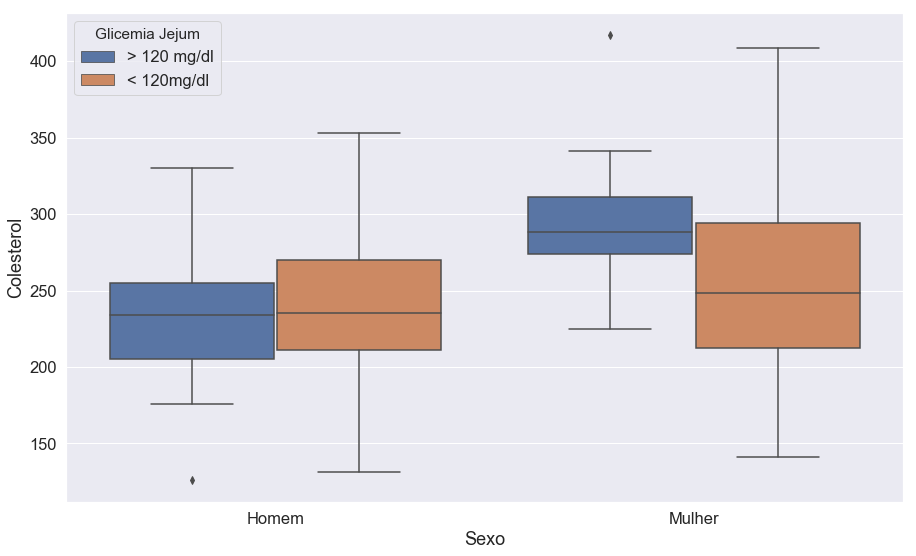 Glicemia Jejum
> 120 mg/dl
< 120mg/dl
400
350
300
250
200
150
Colesterol
Homem
Mulher
Sexo